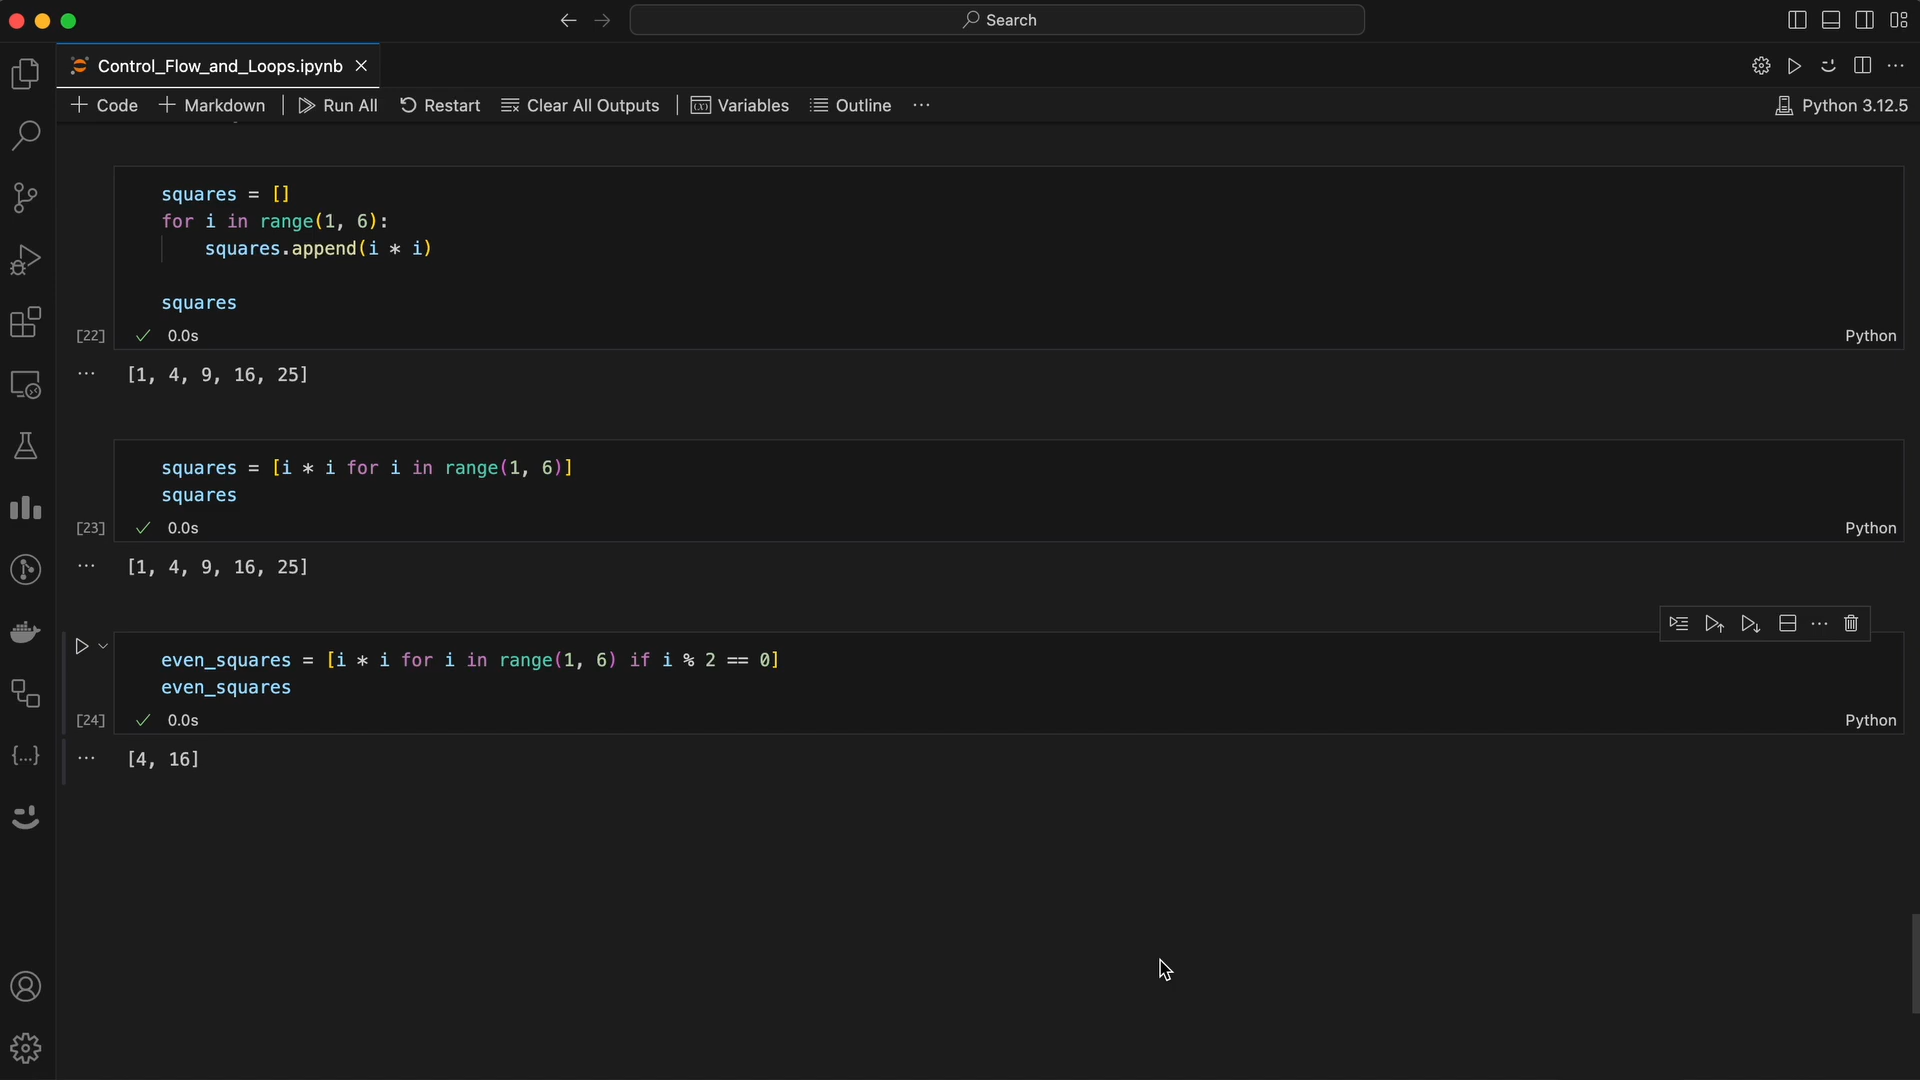 Search
Control_Flow_and_Loops.ipynb
Code Markdown Run All Restart Clear All Outputs Variables Outline ... Python 3.12.5
squares = []
for i in range(1, 6):
    squares.append(i * i)
squares
[22] 0.0s Python
... [1, 4, 9, 16, 25]
squares = [i * i for i in range(1, 6)]
squares
[23] 0.0s Python
... [1, 4, 9, 16, 25]
even_squares = [i * i for i in range(1, 6) if i % 2 == 0]
even_squares
[24] 0.0s Python
... [4, 16]